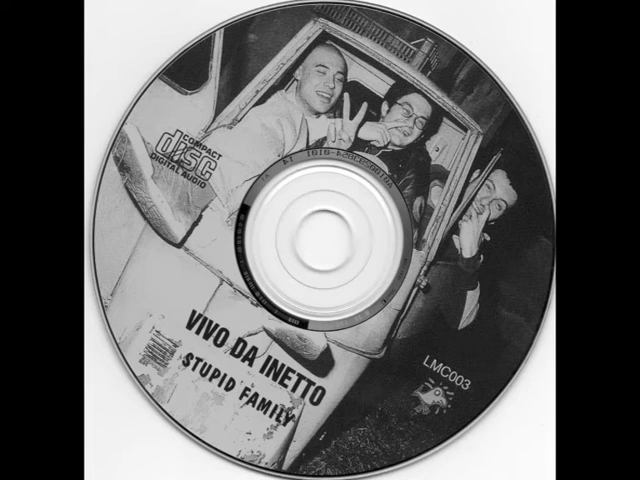 COMPACT
disc
DIGITAL AUDIO
VIVO DA INETTO
STUPID FAMILY
LMC003